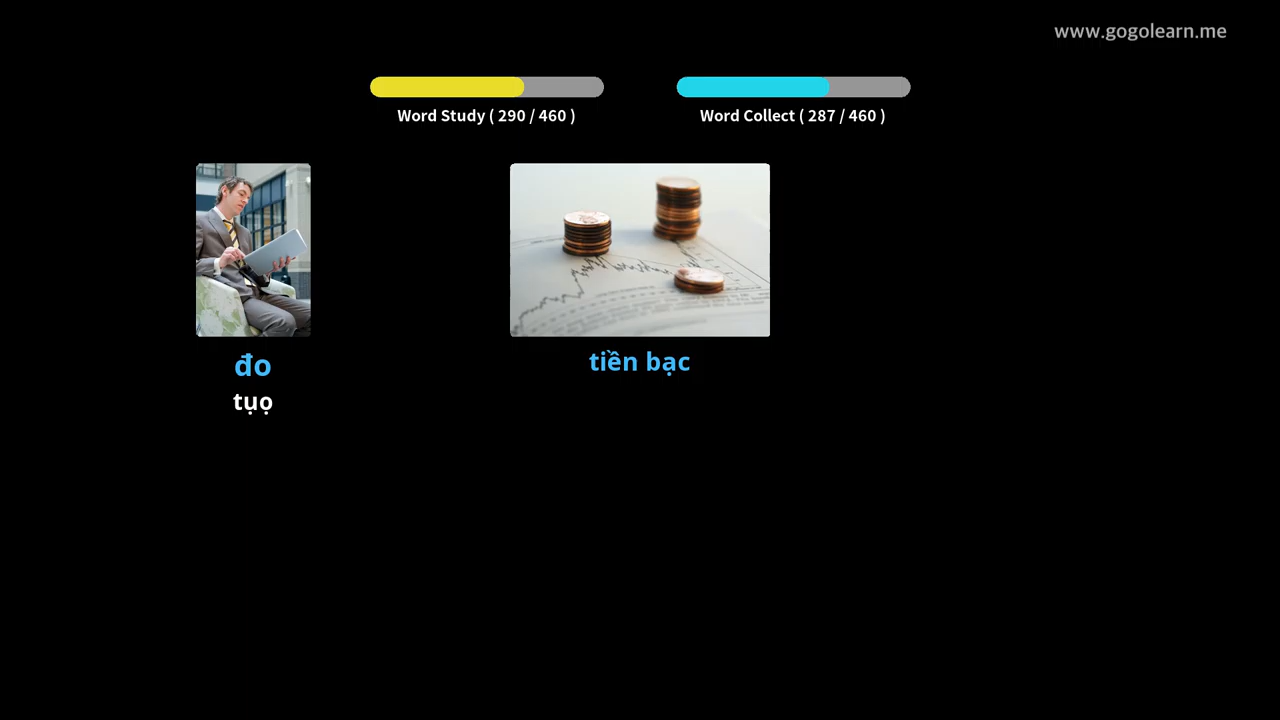 www.gogolearn.me
Word Study ( 290 / 460 )
Word Collect ( 287 / 460 )
đo
tụọ
tiền bạc